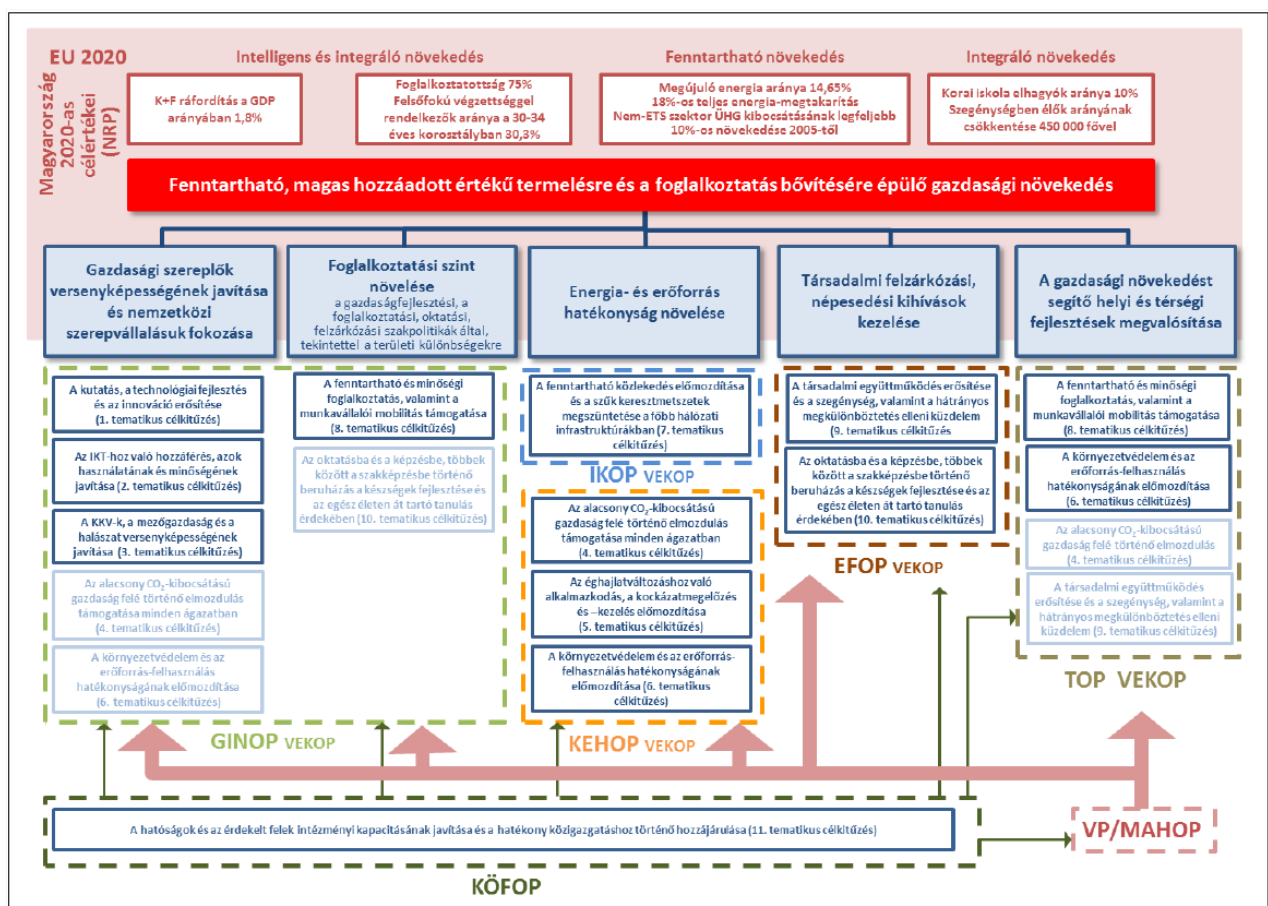 EU 2020
Magyarország
2020-as
célértékei
(NRP)
Intelligens és integráló növekedés
Fenntartható növekedés
Integráló növekedés
K+F ráfordítás a GDP
arányában 1,8%
Foglalkoztatottság 75%
Felsőfokú végzettséggel
rendelkezők aránya a 30-34
éves korosztályban 30,3%
Megújuló energia aránya 14,65%
18%-os teljes energia-megtakarítás
Nem-ETS szektor ÜHG kibocsátásának legfeljebb
10%-os növekedése 2005-től
Korai iskola elhagyók aránya 10%
Szegénységben élők arányának
csökkentése 450 000 fővel
Fenntartható, magas hozzáadott értékű termelésre és a foglalkoztatás bővítésére épülő gazdasági növekedés
Gazdasági szereplők
versenyképességének javítása
és nemzetközi
szerepvállalásuk fokozása
Foglalkoztatási szint
növelése
a gazdaságfejlesztési, a
foglalkoztatási, oktatási,
felzárkózási szakpolitikák által,
tekintettel a területi különbségekre
Energia- és erőforrás
hatékonyság növelése
Társadalmi felzárkózási,
népesedési kihívások
kezelése
A gazdasági növekedést
segítő helyi és térségi
fejlesztések megvalósítása
A kutatás, a technológiai fejlesztés
és az innováció erősítése
(1. tematikus célkitűzés)
Az IKT-hoz való hozzáférés, azok
használatának és minőségének
javítása (2. tematikus célkitűzés)
A KKV-k, a mezőgazdaság és a
halászat versenyképességének
javítása (3. tematikus célkitűzés)
Az alacsony CO₂-kibocsátású
gazdaság felé történő elmozdulás
támogatása minden ágazatban
(4. tematikus célkitűzés)
A környezetvédelem és az
erőforrás-felhasználás
hatékonyságának előmozdítása
(6. tematikus célkitűzés)
A fenntartható és minőségi
foglalkoztatás, valamint a
munkavállalói mobilitás támogatása
(8. tematikus célkitűzés)
Az oktatásba és a képzésbe, többek
között a szakképzésbe történő
beruházás a készségek fejlesztése és
az egész életen át tartó tanulás
érdekében (10. tematikus célkitűzés)
GINOP VEKOP
A fenntartható közlekedés előmozdítása
és a szűk keresztmetszetek
megszüntetése a főbb hálózati
infrastruktúrákban (7. tematikus
célkitűzés)
IKOP VEKOP
Az alacsony CO₂-kibocsátású
gazdaság felé történő elmozdulás
támogatása minden ágazatban
(4. tematikus célkitűzés)
Az éghajlatváltozáshoz való
alkalmazkodás, a kockázatmegelőzés
és –kezelés előmozdítása
(5. tematikus célkitűzés)
A környezetvédelem és az erőforrás-
felhasználás hatékonyságának
előmozdítása (6. tematikus
célkitűzés)
KEHOP VEKOP
A társadalmi együttműködés erősítése
és a szegénység, valamint a hátrányos
megkülönböztetés elleni küzdelem
(9. tematikus célkitűzés
Az oktatásba és a képzésbe, többek
között a szakképzésbe történő
beruházás a készségek fejlesztése és az
egész életen át tartó tanulás érdekében
(10. tematikus célkitűzés)
EFOP VEKOP
A fenntartható és minőségi
foglalkoztatás, valamint a
munkavállalói mobilitás támogatása
(8. tematikus célkitűzés)
A környezetvédelem és az
erőforrás-felhasználás
hatékonyságának előmozdítása
(6. tematikus célkitűzés)
Az alacsony CO₂-kibocsátású
gazdaság felé történő elmozdulás
(4. tematikus célkitűzés)
A társadalmi együttműködés
erősítése és a szegénység, valamint a
hátrányos megkülönböztetés elleni
küzdelem (9. tematikus célkitűzés)
TOP VEKOP
A hatóságok és az érdekelt felek intézményi kapacitásának javítása és a hatékony közigazgatáshoz történő hozzájárulása (11. tematikus célkitűzés)
KÖFOP
VP/MAHOP